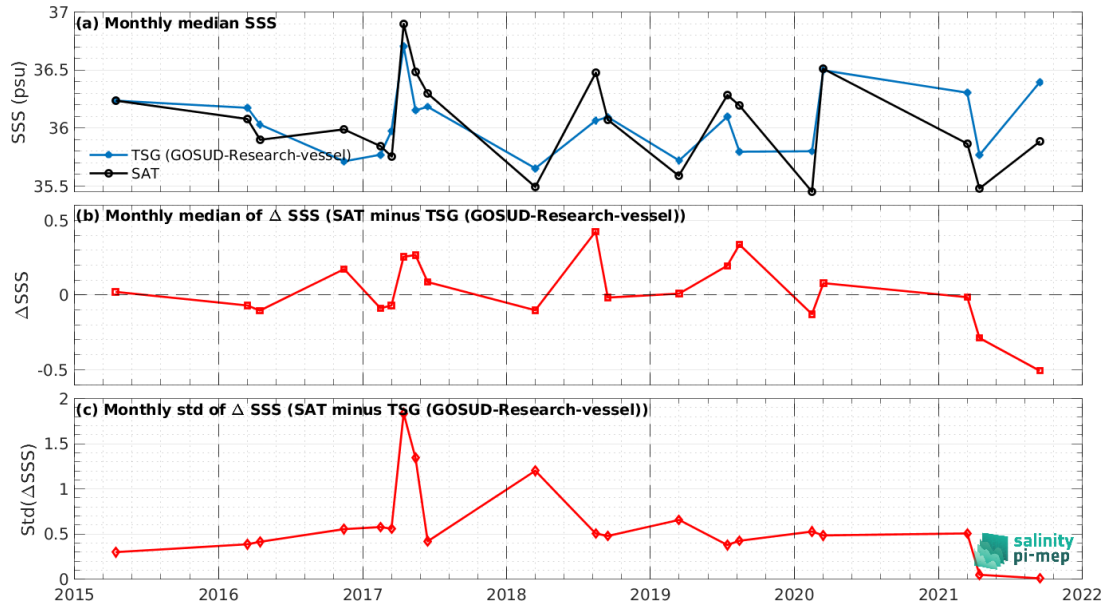 (a) Monthly median SSS
37
36.5
36
35.5
SSS (psu)
TSG (GOSUD-Research-vessel)
SAT
(b) Monthly median of Δ SSS (SAT minus TSG (GOSUD-Research-vessel))
0.5
0
-0.5
ΔSSS
(c) Monthly std of Δ SSS (SAT minus TSG (GOSUD-Research-vessel))
2
1.5
1
0.5
0
Std(ΔSSS)
salinity
pi-mep
2015 2016 2017 2018 2019 2020 2021 2022